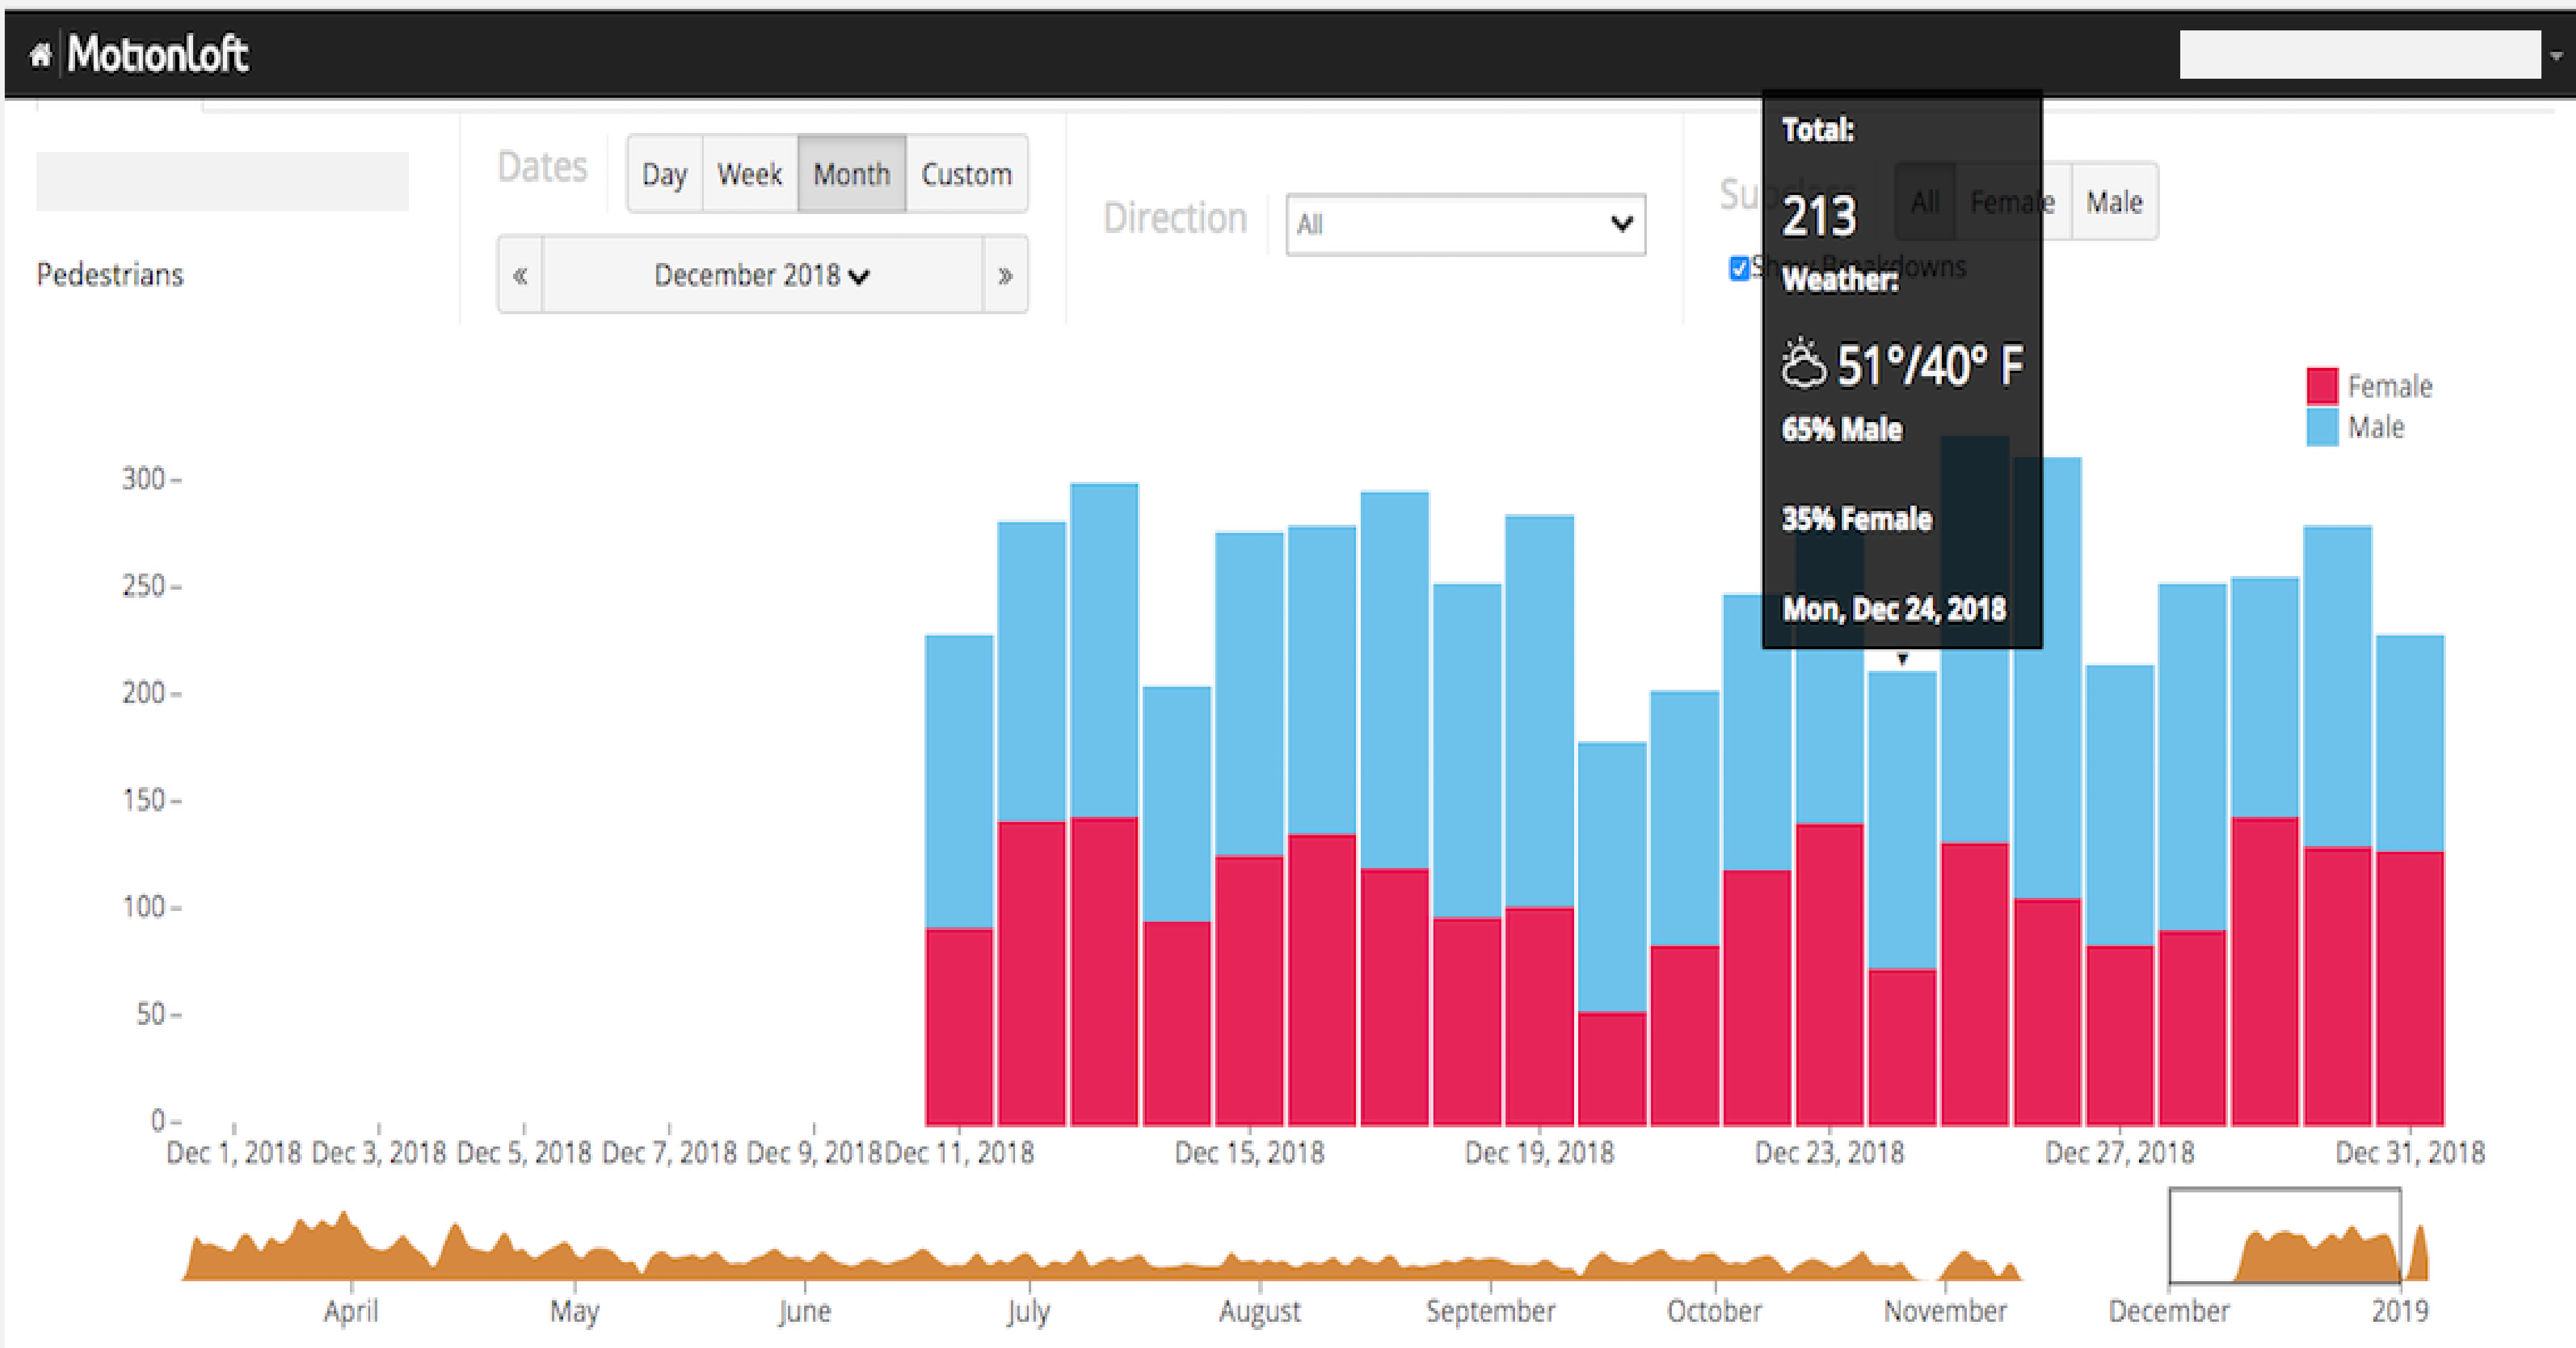 MotionLoft
Total:
213
Weather:
51°/40° F
65% Male
35% Female
Mon, Dec 24, 2018
Pedestrians
Dates
Day Week Month Custom
« December 2018 »
Direction All
All Female Male
Show Breakdowns
Female
Male
300
250
200
150
100
50
0
Dec 1, 2018 Dec 3, 2018 Dec 5, 2018 Dec 7, 2018 Dec 9, 2018 Dec 11, 2018 Dec 15, 2018 Dec 19, 2018 Dec 23, 2018 Dec 27, 2018 Dec 31, 2018
April May June July August September October November December 2019